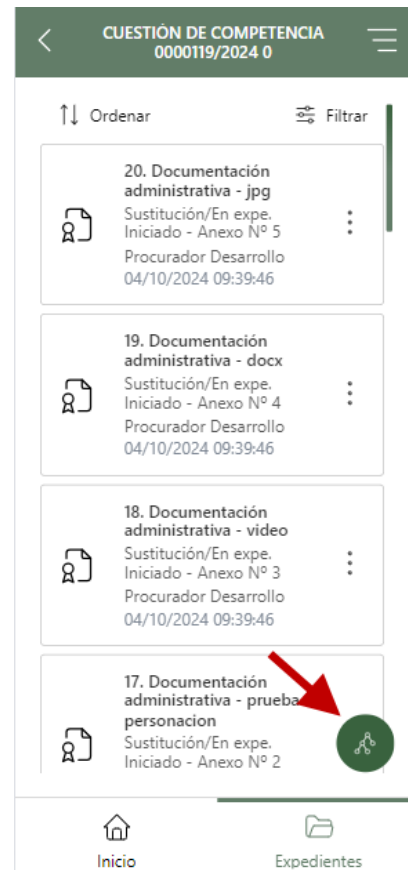 CUESTIÓN DE COMPETENCIA
0000119/2024 0
Ordenar
Filtrar
20. Documentación
administrativa - jpg
Sustitución/En expe.
Iniciado - Anexo Nº 5
Procurador Desarrollo
04/10/2024 09:39:46
19. Documentación
administrativa - docx
Sustitución/En expe.
Iniciado - Anexo Nº 4
Procurador Desarrollo
04/10/2024 09:39:46
18. Documentación
administrativa - video
Sustitución/En expe.
Iniciado - Anexo Nº 3
Procurador Desarrollo
04/10/2024 09:39:46
17. Documentación
administrativa - prueba
personacion
Sustitución/En expe.
Iniciado - Anexo Nº 2
Inicio
Expedientes